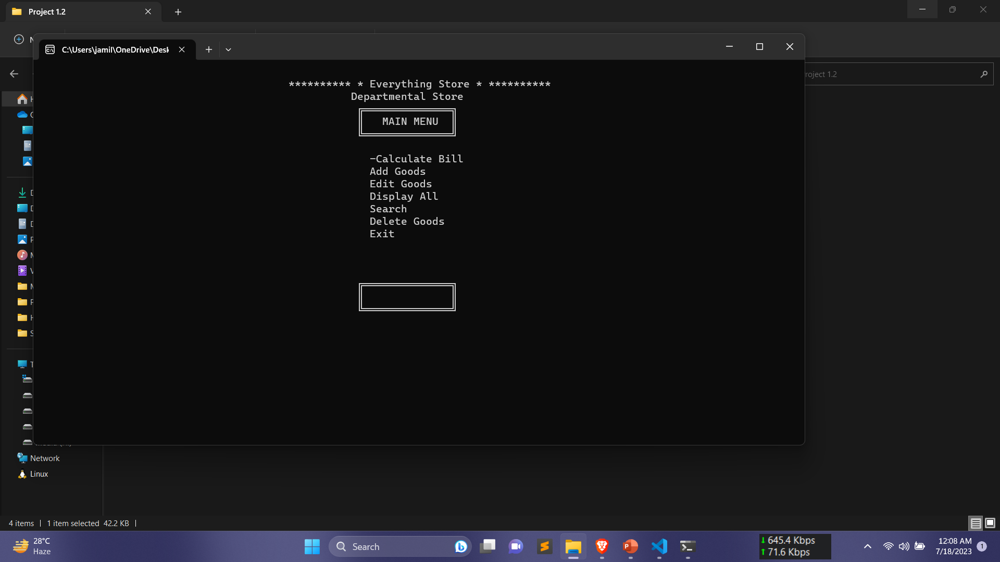 Project 1.2
C:\Users\jamil\OneDrive\Desk
roject 1.2
********** * Everything Store * **********
Departmental Store
MAIN MENU
-Calculate Bill
Add Goods
Edit Goods
Display All
Search
Delete Goods
Exit
Network
Linux
4 items
1 item selected 42.2 KB
28°C
Haze
Search
645.4 Kbps
71.6 Kbps
12:08 AM
7/18/2023
1